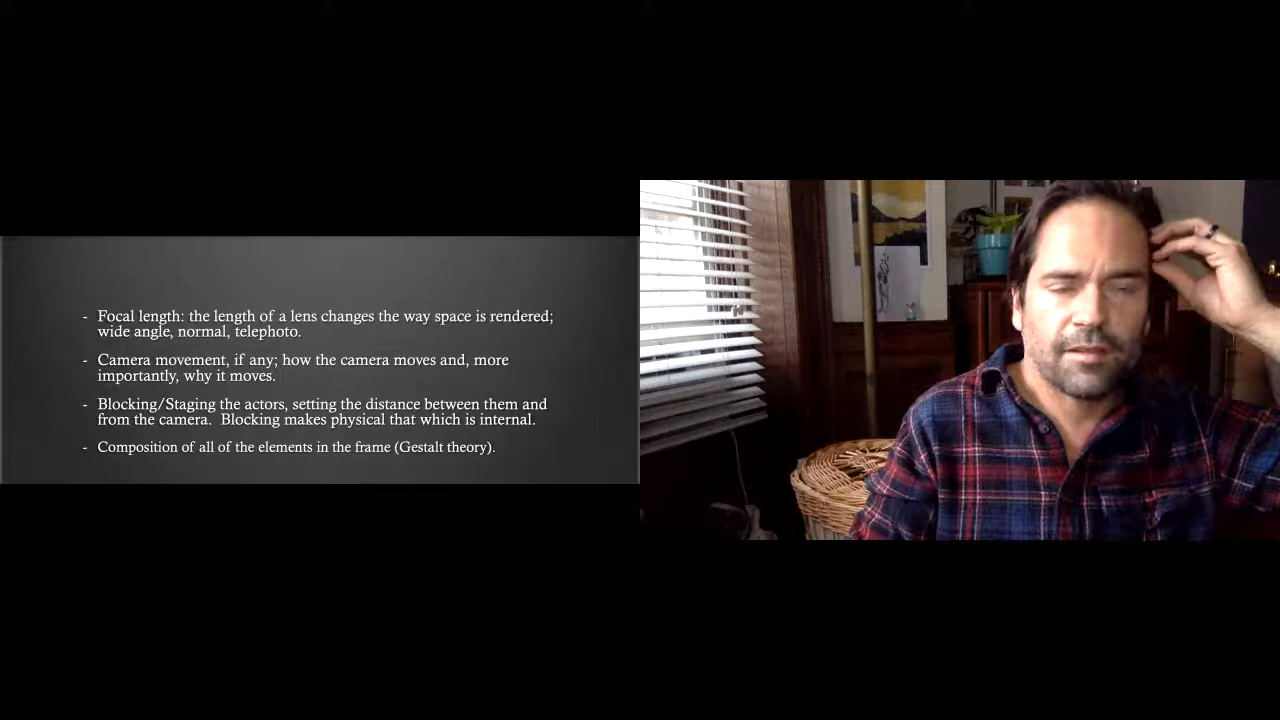 - Focal length: the length of a lens changes the way space is rendered;
wide angle, normal, telephoto.
- Camera movement, if any; how the camera moves and, more
importantly, why it moves.
- Blocking/Staging the actors, setting the distance between them and
from the camera.  Blocking makes physical that which is internal.
- Composition of all of the elements in the frame (Gestalt theory).